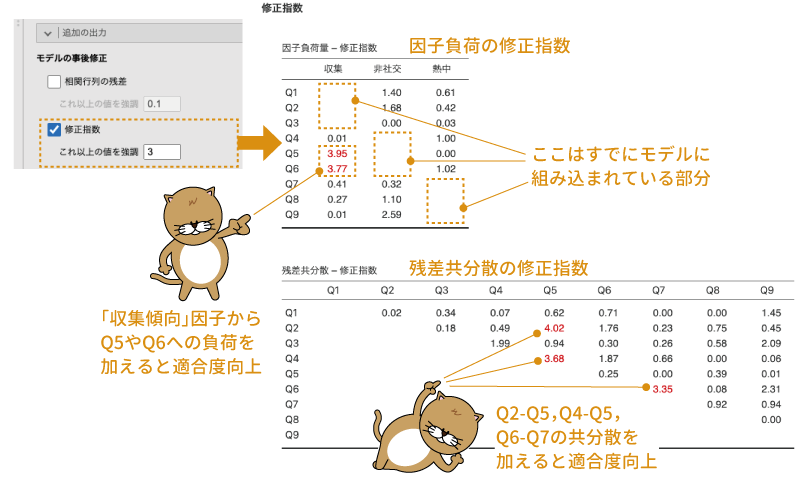 修正指数
追加の出力
モデルの事後修正
相関行列の残差
これ以上の値を強調 0.1
修正指数
これ以上の値を強調 3
因子負荷量 – 修正指数
因子負荷の修正指数
収集 非社交 熱中
Q1 1.40 0.61
Q2 1.68 0.42
Q3 0.00 0.03
Q4 0.01 1.00
Q5 3.95 0.00
Q6 3.77 1.02
Q7 0.41 0.32
Q8 0.27 1.10
Q9 0.01 2.59
ここはすでにモデルに
組み込まれている部分
「収集傾向」因子から
Q5やQ6への負荷を
加えると適合度向上
残差共分散 – 修正指数
残差共分散の修正指数
Q1 Q2 Q3 Q4 Q5 Q6 Q7 Q8 Q9
Q1 0.02 0.34 0.07 0.62 0.71 0.00 0.00 1.45
Q2 0.18 0.49 4.02 1.76 0.23 0.75 0.45
Q3 1.99 0.94 0.30 0.26 0.58 2.09
Q4 3.68 1.87 0.66 0.00 0.06
Q5 0.25 0.00 0.39 0.01
Q6 3.35 0.08 2.31
Q7 0.92 0.94
Q8 0.00
Q9
Q2-Q5，Q4-Q5，
Q6-Q7の共分散を
加えると適合度向上